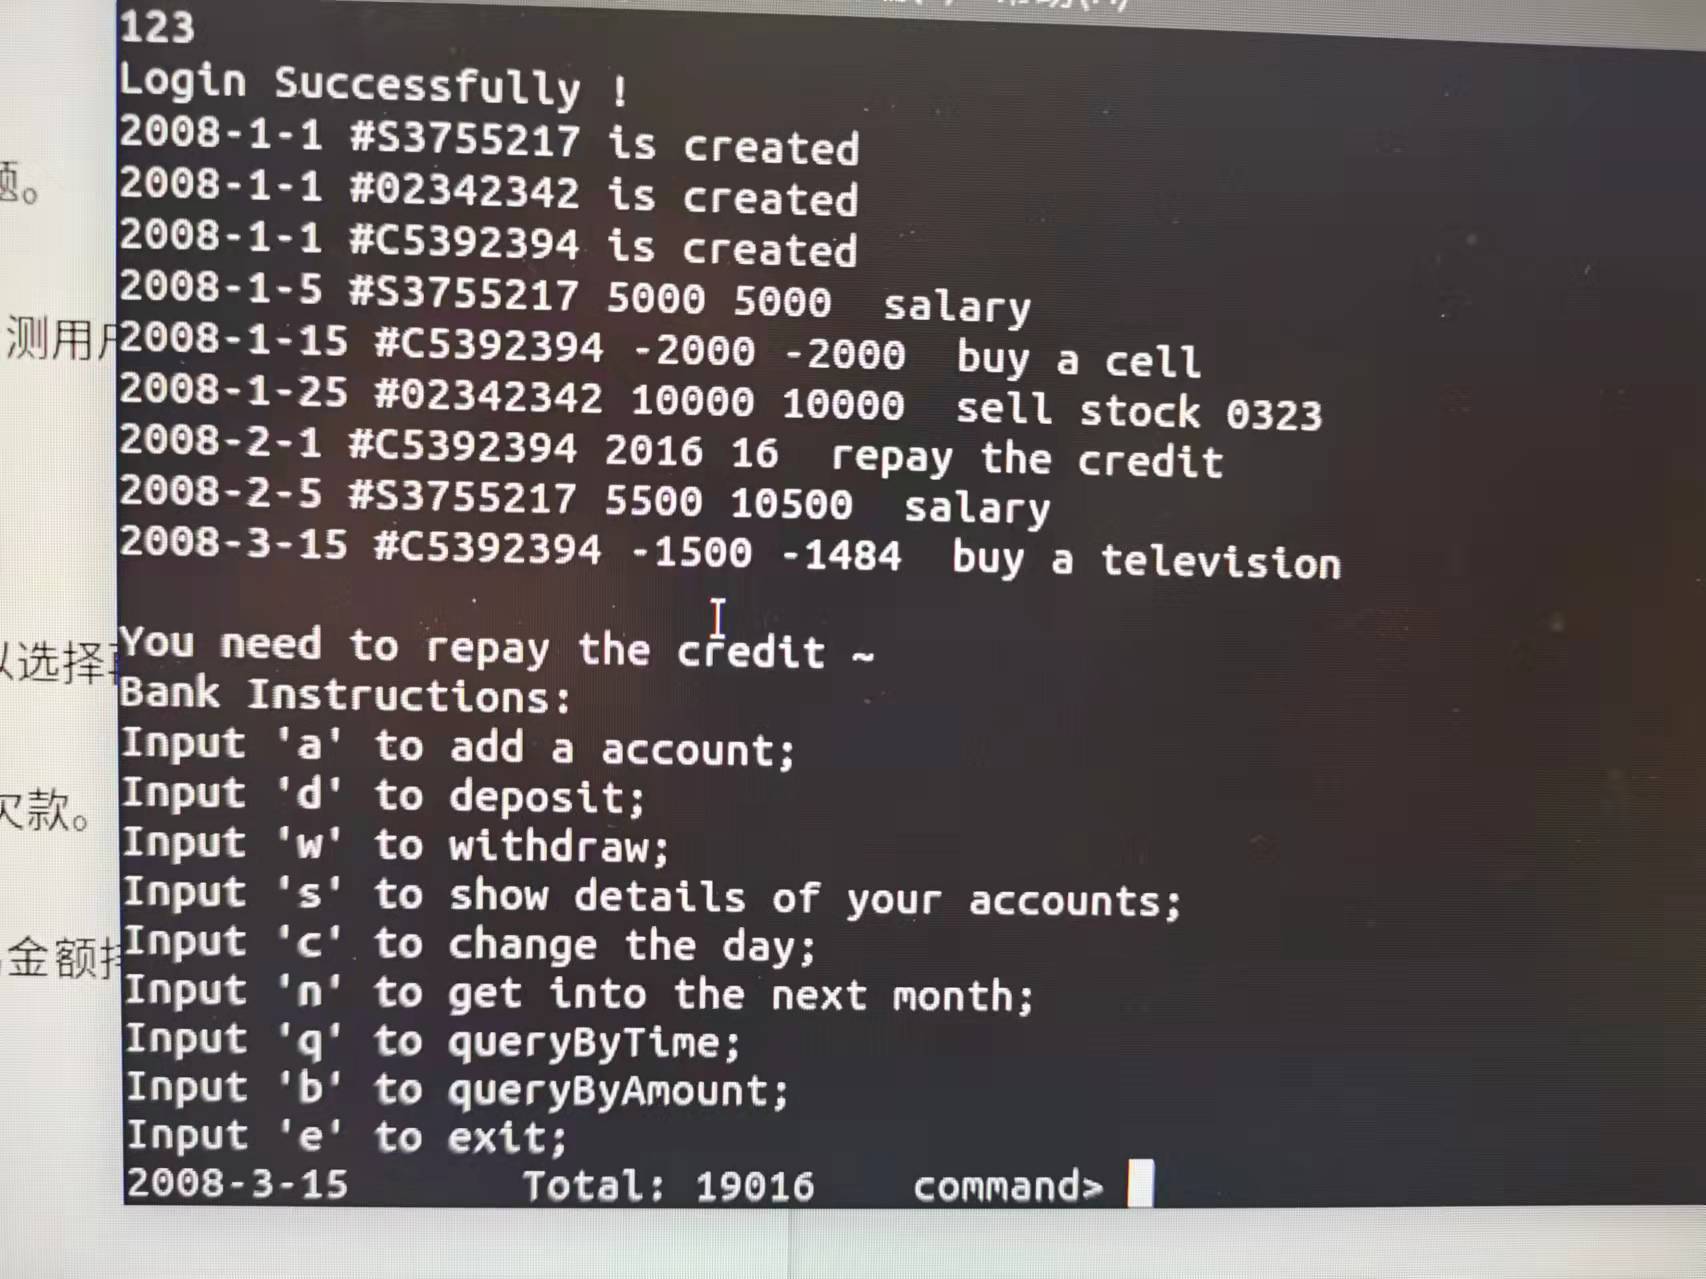 123
Login Successfully !
2008-1-1 #S3755217 is created
2008-1-1 #02342342 is created
2008-1-1 #C5392394 is created
2008-1-5 #S3755217 5000 5000 salary
2008-1-15 #C5392394 -2000 -2000 buy a cell
2008-1-25 #02342342 10000 10000 sell stock 0323
2008-2-1 #C5392394 2016 16 repay the credit
2008-2-5 #S3755217 5500 10500 salary
2008-3-15 #C5392394 -1500 -1484 buy a television
You need to repay the credit ~
Bank Instructions:
Input 'a' to add a account;
Input 'd' to deposit;
Input 'w' to withdraw;
Input 's' to show details of your accounts;
Input 'c' to change the day;
Input 'n' to get into the next month;
Input 'q' to queryByTime;
Input 'b' to queryByAmount;
Input 'e' to exit;
2008-3-15 Total: 19016 command>
题。
测用户
选择
欠款。
金额